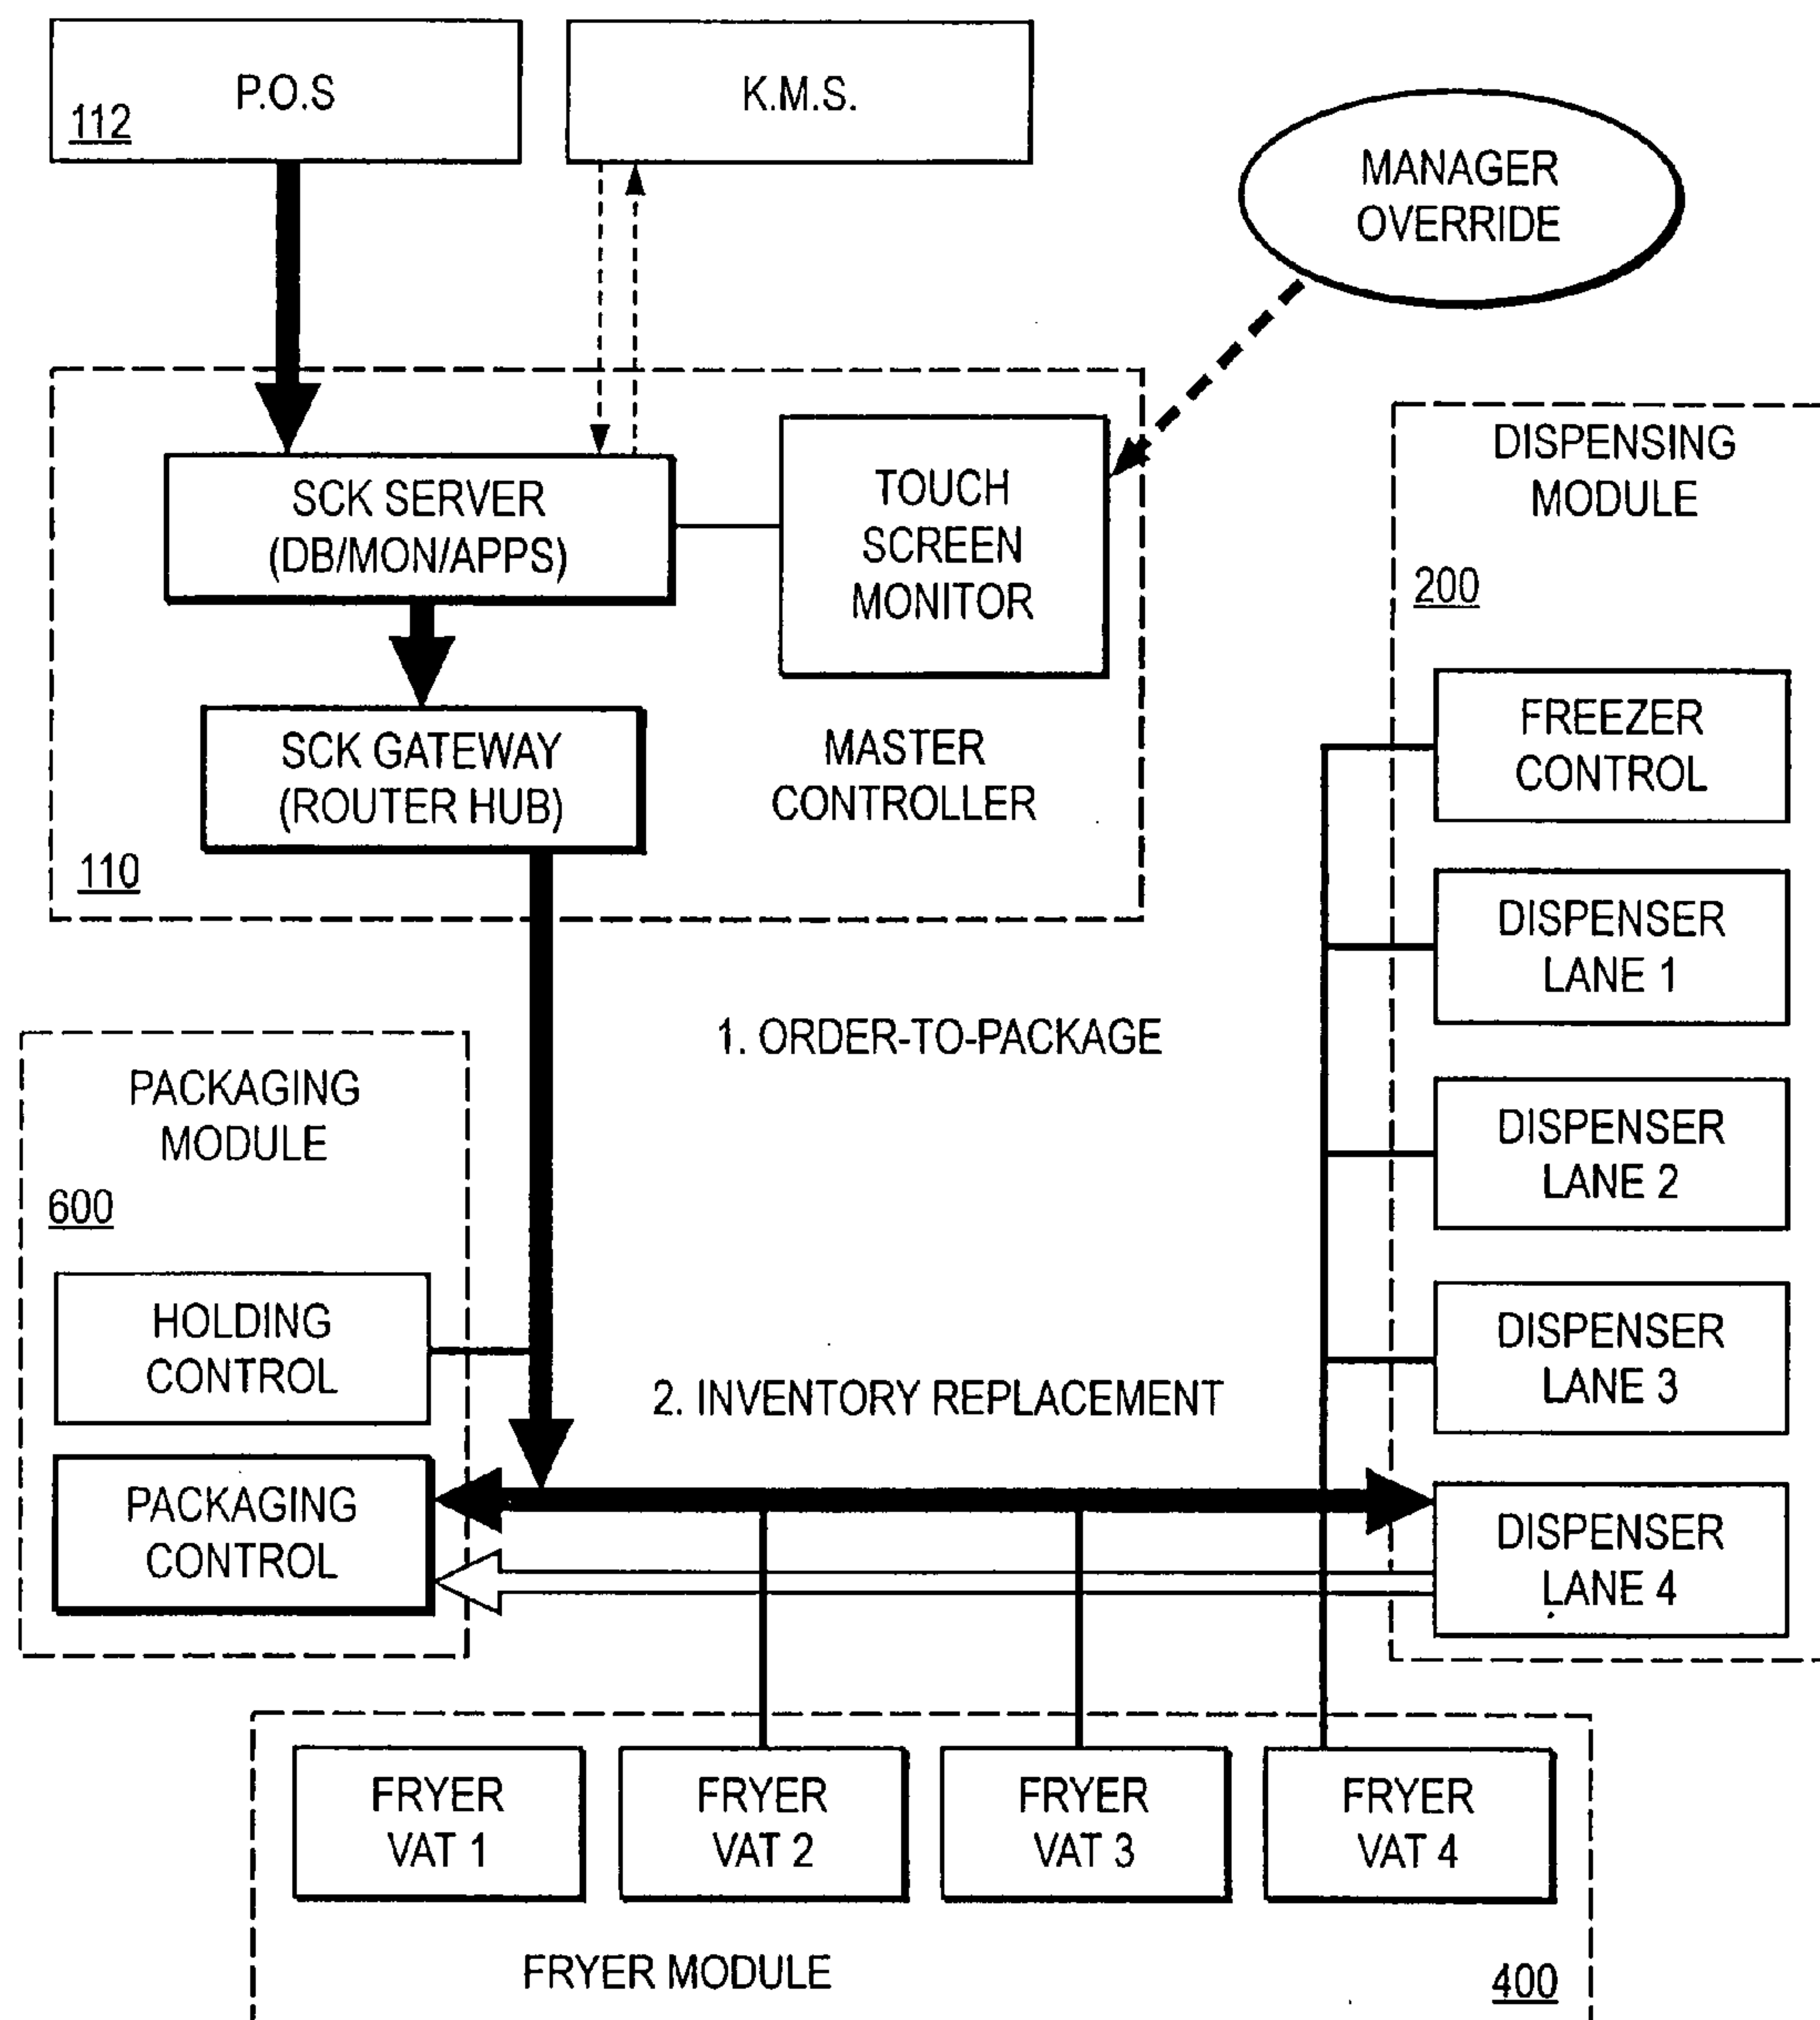 P.O.S
112
K.M.S.
MANAGER
OVERRIDE
SCK SERVER
(DB/MON/APPS)
TOUCH
SCREEN
MONITOR
SCK GATEWAY
(ROUTER HUB)
MASTER
CONTROLLER
110
DISPENSING
MODULE
200
FREEZER
CONTROL
DISPENSER
LANE 1
DISPENSER
LANE 2
DISPENSER
LANE 3
DISPENSER
LANE 4
1. ORDER-TO-PACKAGE
PACKAGING
MODULE
600
HOLDING
CONTROL
2. INVENTORY REPLACEMENT
PACKAGING
CONTROL
FRYER
VAT 1
FRYER
VAT 2
FRYER
VAT 3
FRYER
VAT 4
FRYER MODULE
400